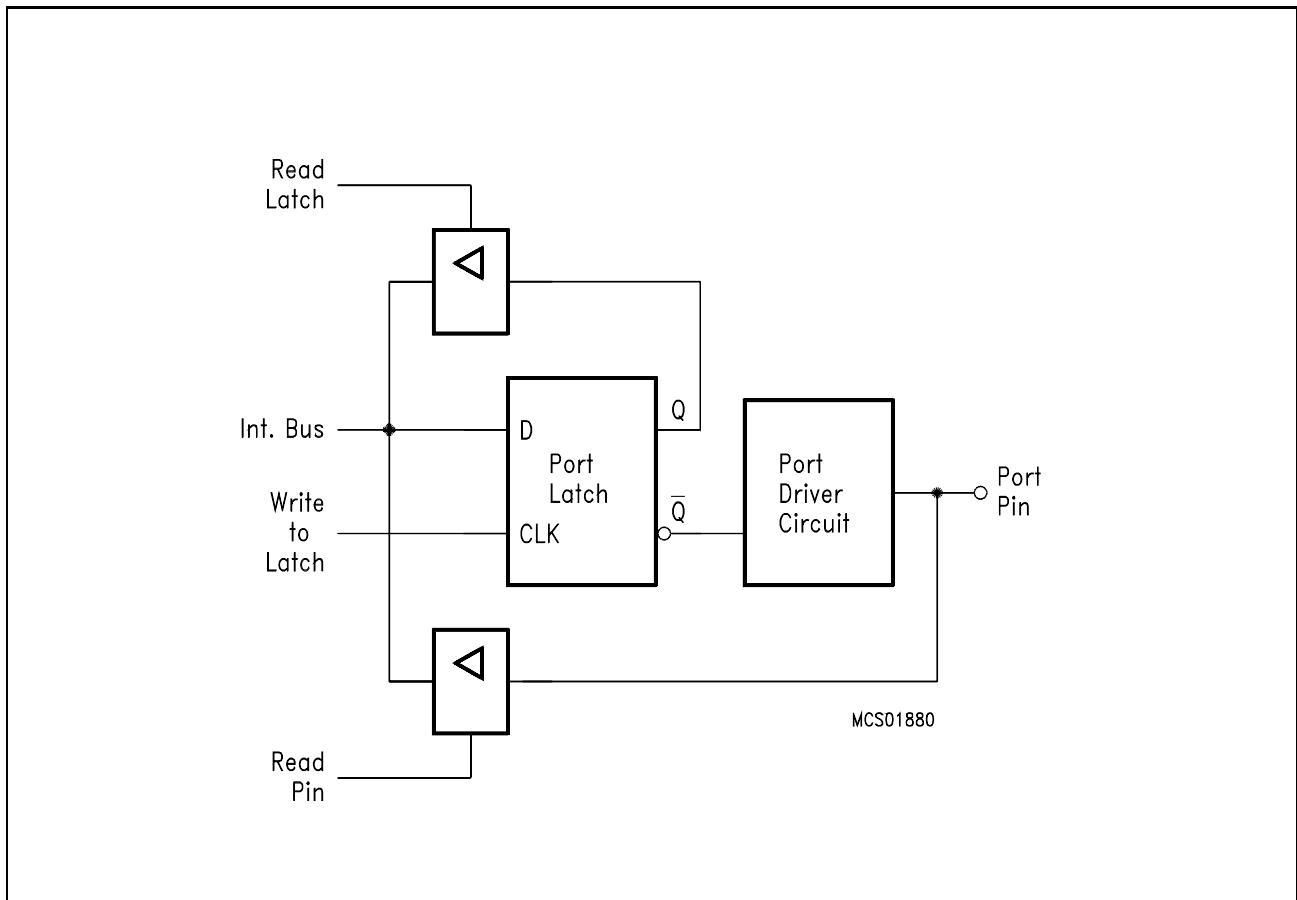 Read
Latch
Q
Int. Bus
D
Port
Latch
Port
Driver
Circuit
Port
Pin
Write
to
Latch
Q̅
CLK
MCS01880
Read
Pin